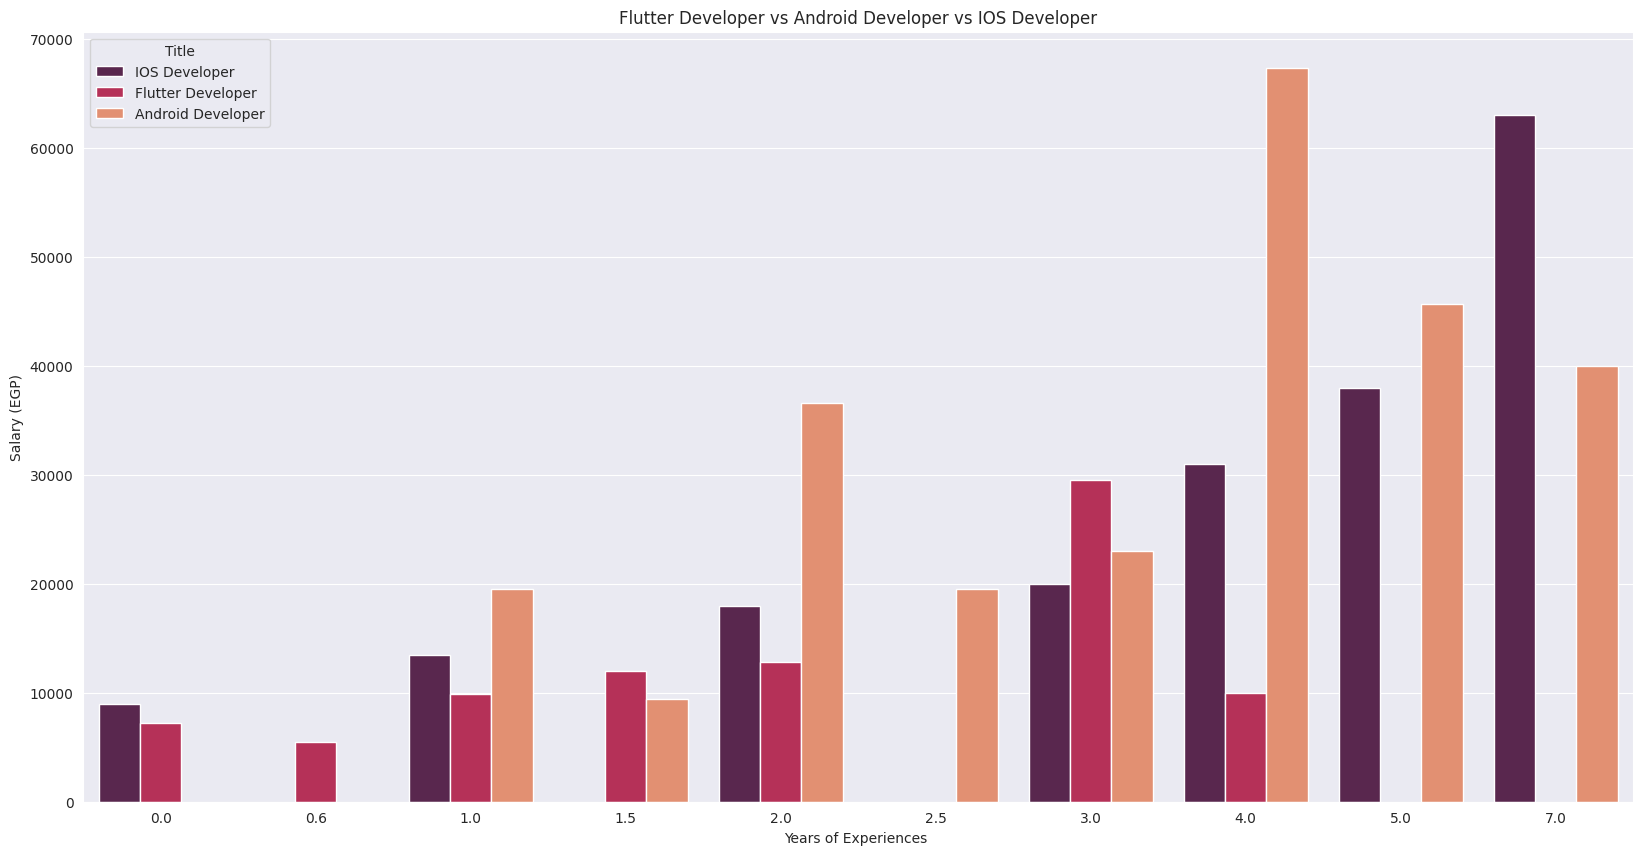 Flutter Developer vs Android Developer vs IOS Developer
Title
IOS Developer
Flutter Developer
Android Developer
70000
60000
50000
40000
30000
20000
10000
0
Salary (EGP)
0.0 0.6 1.0 1.5 2.0 2.5 3.0 4.0 5.0 7.0
Years of Experiences